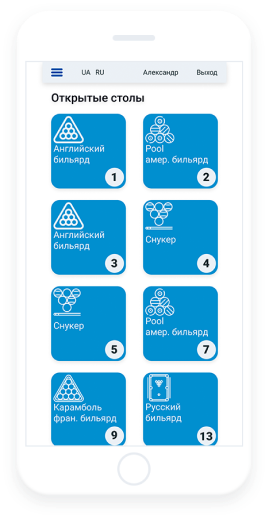 UA RU Александр Выход
Открытые столы
Английский
бильярд
1
Pool
амер. бильярд
2
Английский
бильярд
3
Снукер
4
Снукер
5
Pool
амер. бильярд
7
Карамболь
фран. бильярд
9
Русский
бильярд
13